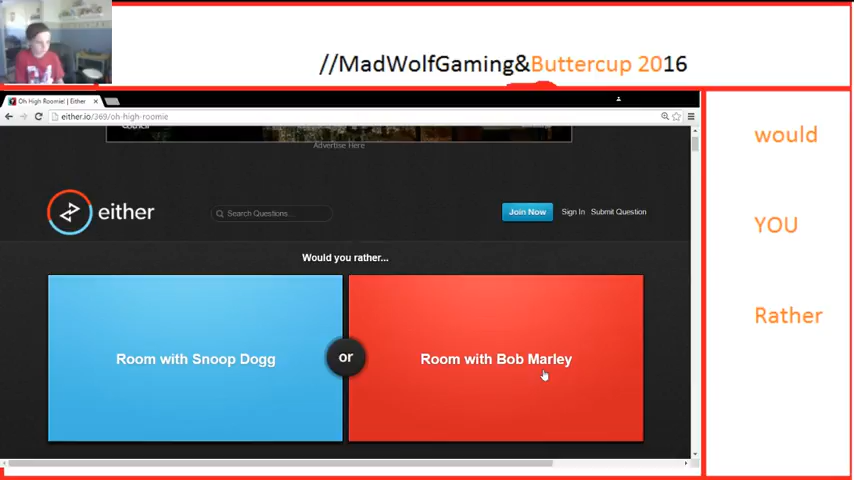 //MadWolfGaming&Buttercup 2016
Oh High Roomie! | Either
either.io/369/oh-high-roomie
Advertise Here
either
Search Questions...
Join Now
Sign In
Submit Question
Would you rather...
Room with Snoop Dogg
or
Room with Bob Marley
would
YOU
Rather